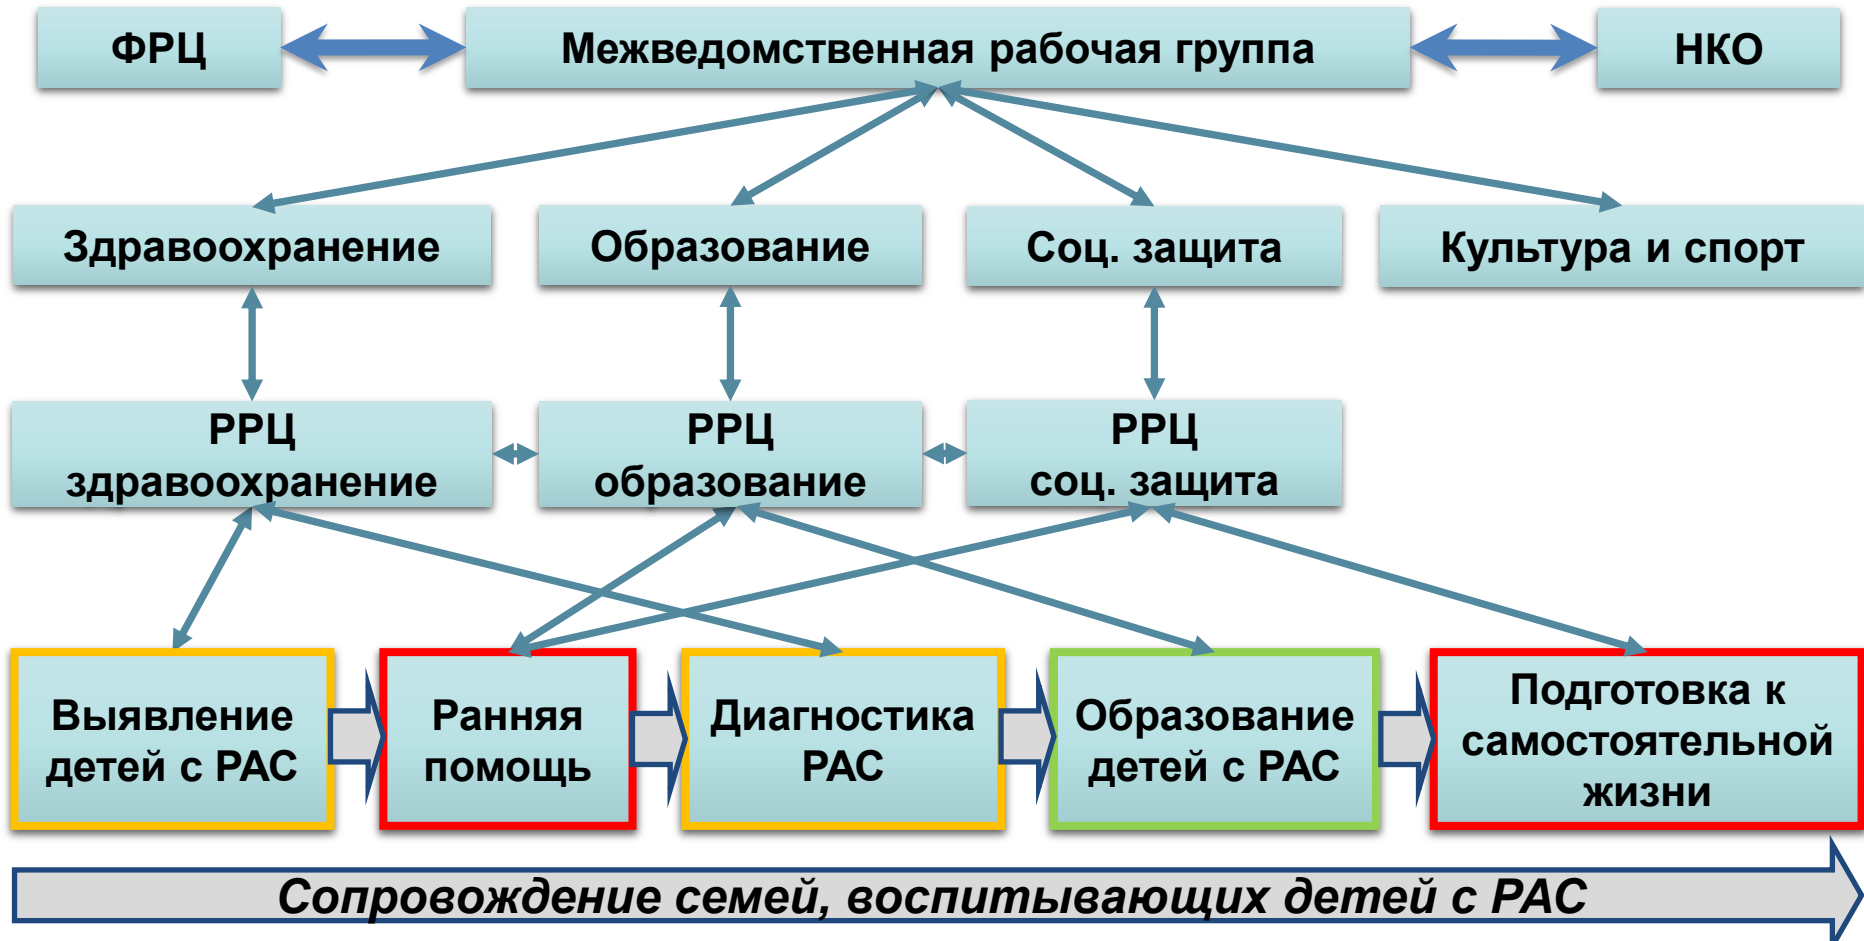 ФРЦ
Межведомственная рабочая группа
НКО
Здравоохранение
Образование
Соц. защита
Культура и спорт
РРЦ
здравоохранение
РРЦ
образование
РРЦ
соц. защита
Выявление
детей с РАС
Ранняя
помощь
Диагностика
РАС
Образование
детей с РАС
Подготовка к
самостоятельной
жизни
Сопровождение семей, воспитывающих детей с РАС